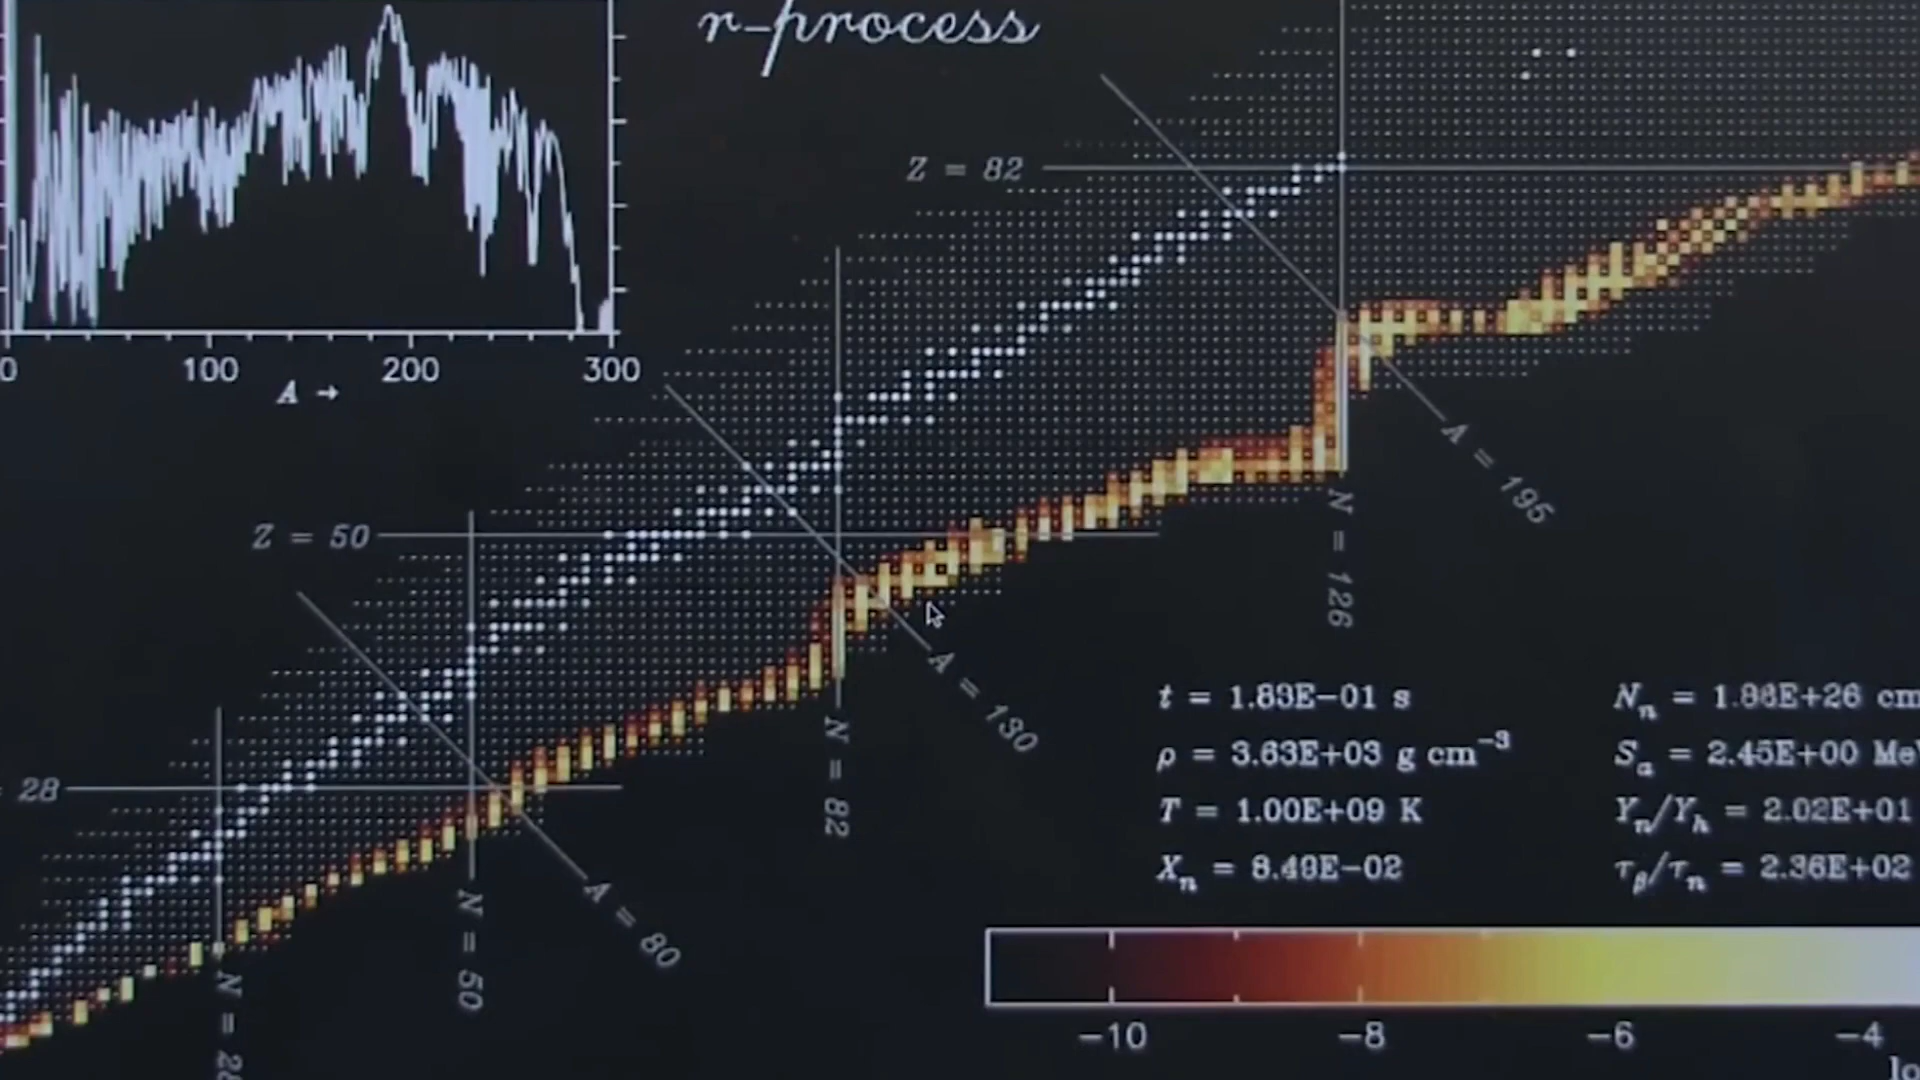 r-process
0 100 200 300
A →
Z = 82
A = 195
N = 126
Z = 50
A = 130
N = 82
28
A = 80
N = 50
N = 28
t = 1.83E-01 s
ρ = 3.63E+03 g cm⁻³
T = 1.00E+09 K
Xₙ = 8.49E-02
Nₙ = 1.86E+26 cm
Sₐ = 2.45E+00 MeV
Yₙ/Yₕ = 2.02E+01
τᵦ/τₙ = 2.36E+02
-10 -8 -6 -4
lo